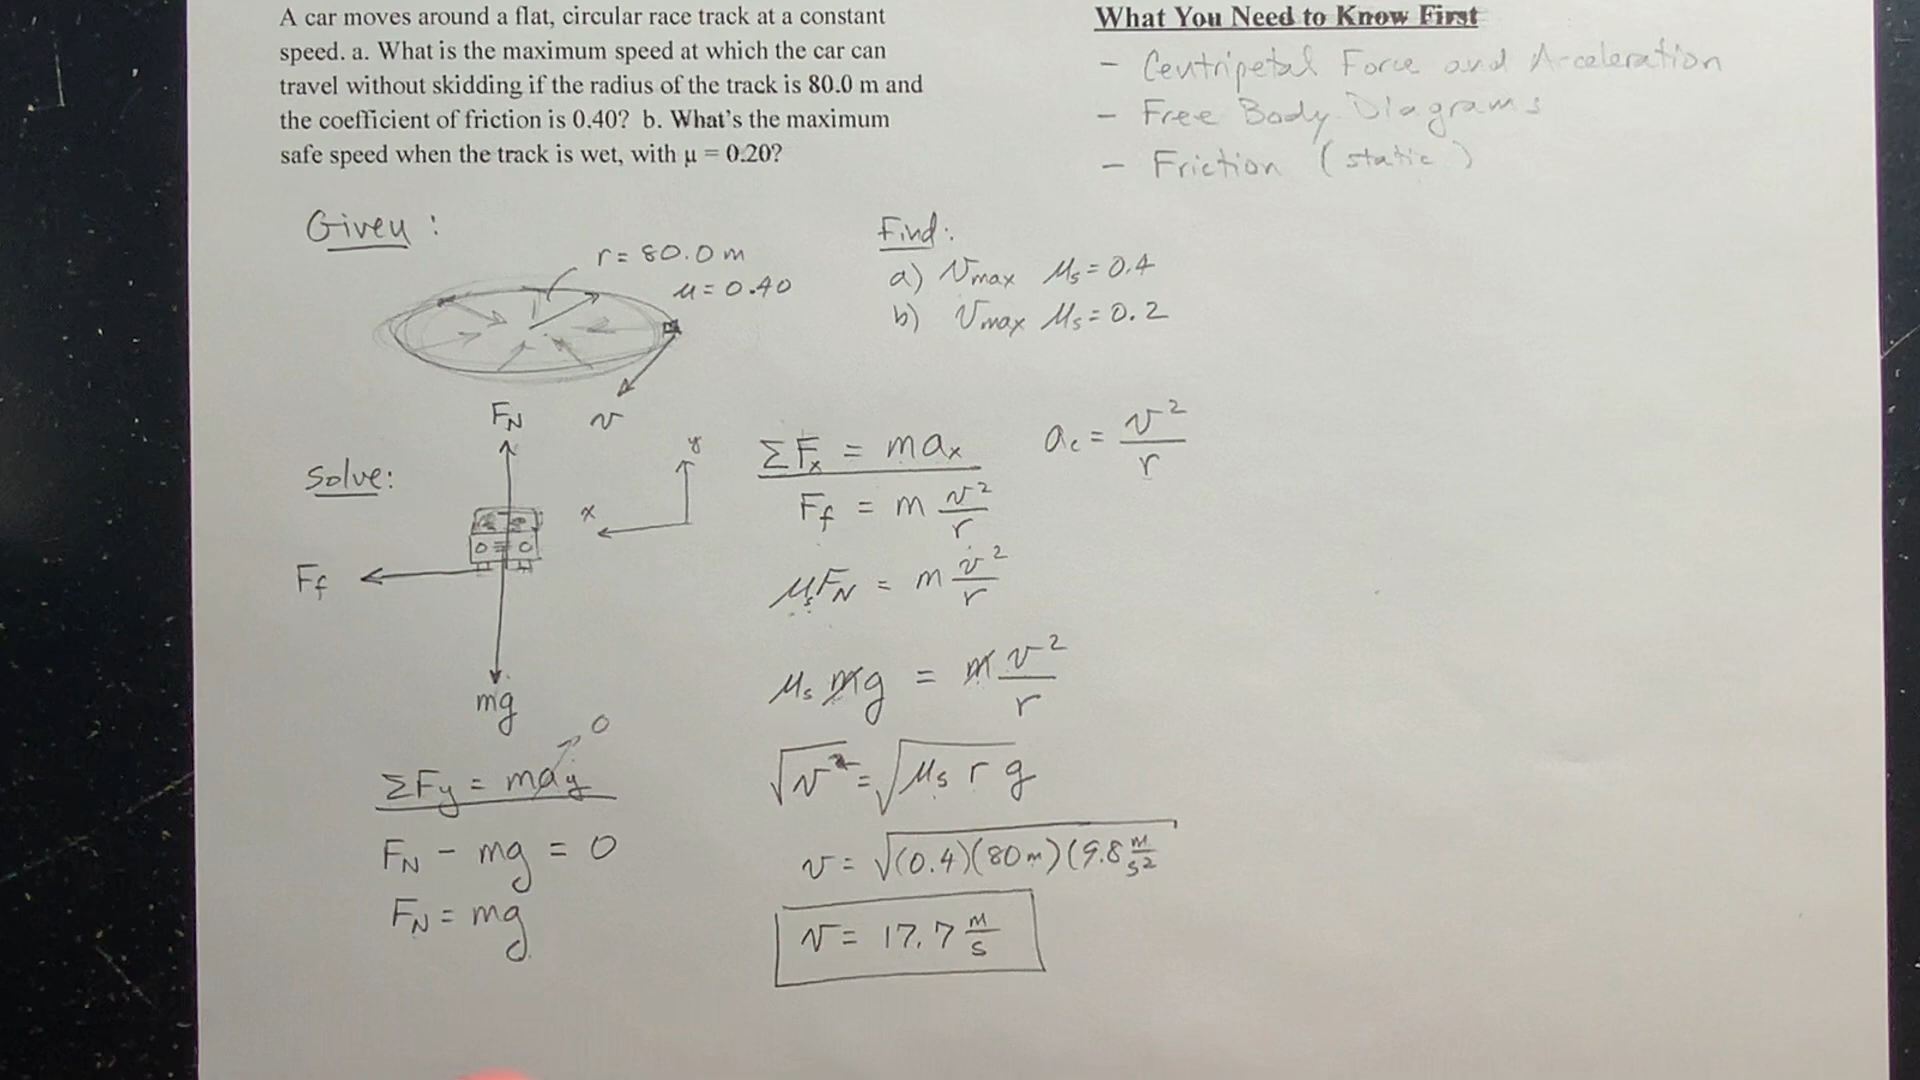 A car moves around a flat, circular race track at a constant
speed. a. What is the maximum speed at which the car can
travel without skidding if the radius of the track is 80.0 m and
the coefficient of friction is 0.40? b. What's the maximum
safe speed when the track is wet, with μ = 0.20?
What You Need to Know First
- Centripetal Force and Acceleration
- Free Body Diagrams
- Friction (static)
Given:
r = 80.0 m
μ = 0.40
v
Find:
a) vmax μs = 0.4
b) vmax μs = 0.2
Solve:
FN
Ff
mg
y
x
ΣFy = may 0
FN - mg = 0
FN = mg
ΣFx = max
ac = v²/r
Ff = m v²/r
μsFN = m v²/r
μs mg = m v²/r
√v² = √μs r g
v = √(0.4)(80m)(9.8 m/s²
v = 17.7 m/s